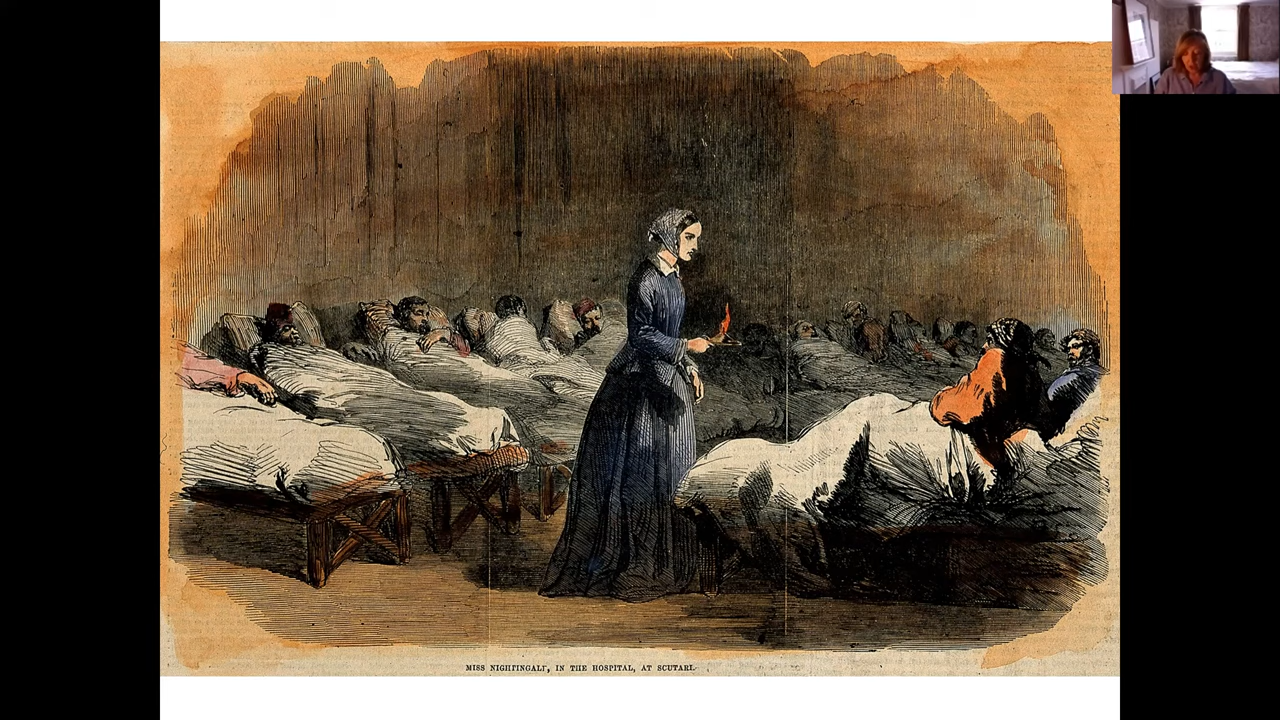 MISS NIGHTINGALE, IN THE HOSPITAL, AT SCUTARI.